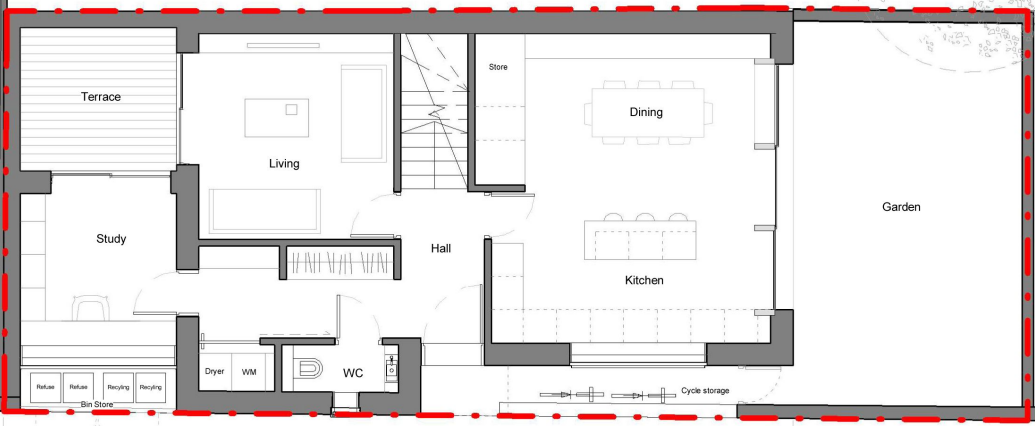 Store
Terrace
Dining
Living
Garden
Study
Hall
Kitchen
Dryer
WM
WC
Refuse
Refuse
Recyling
Recyling
Bin Store
Cycle storage